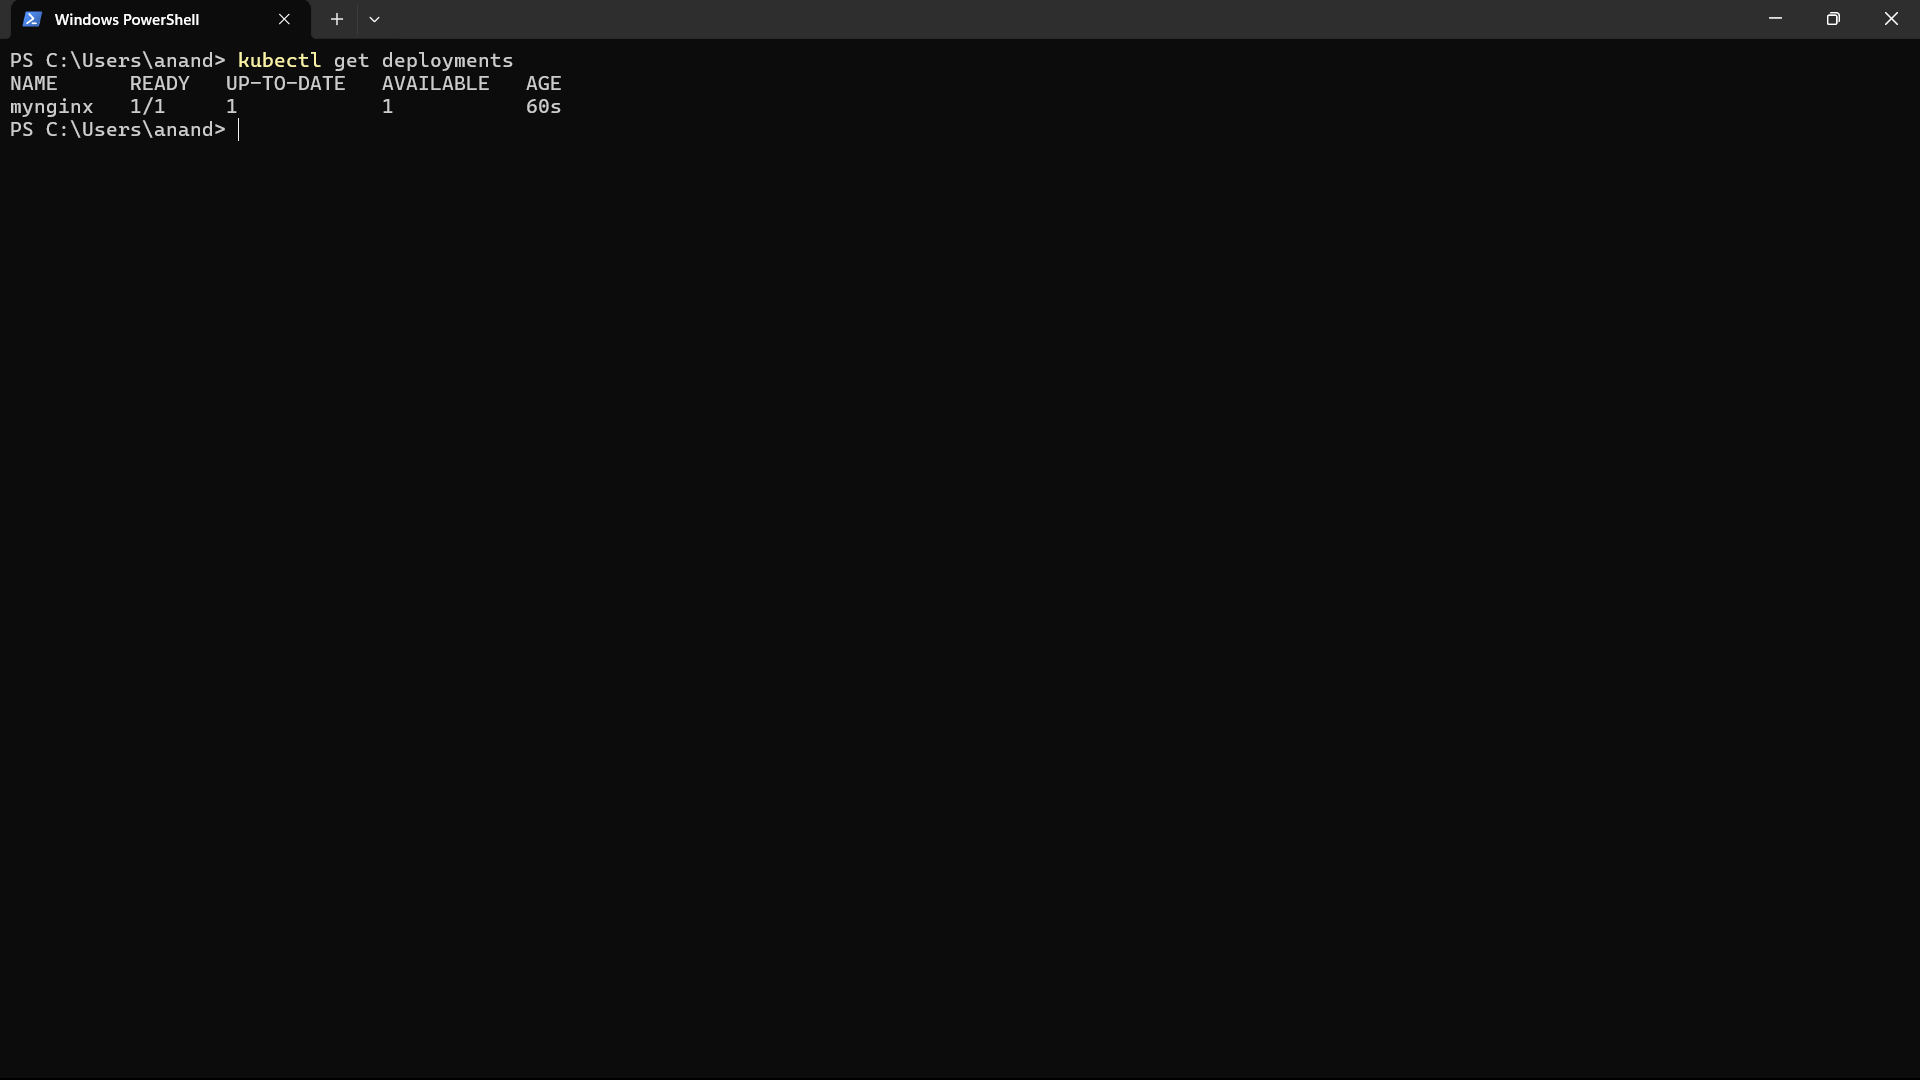 Windows PowerShell
PS C:\Users\anand> kubectl get deployments
NAME      READY   UP-TO-DATE   AVAILABLE   AGE
mynginx   1/1     1            1           60s
PS C:\Users\anand>